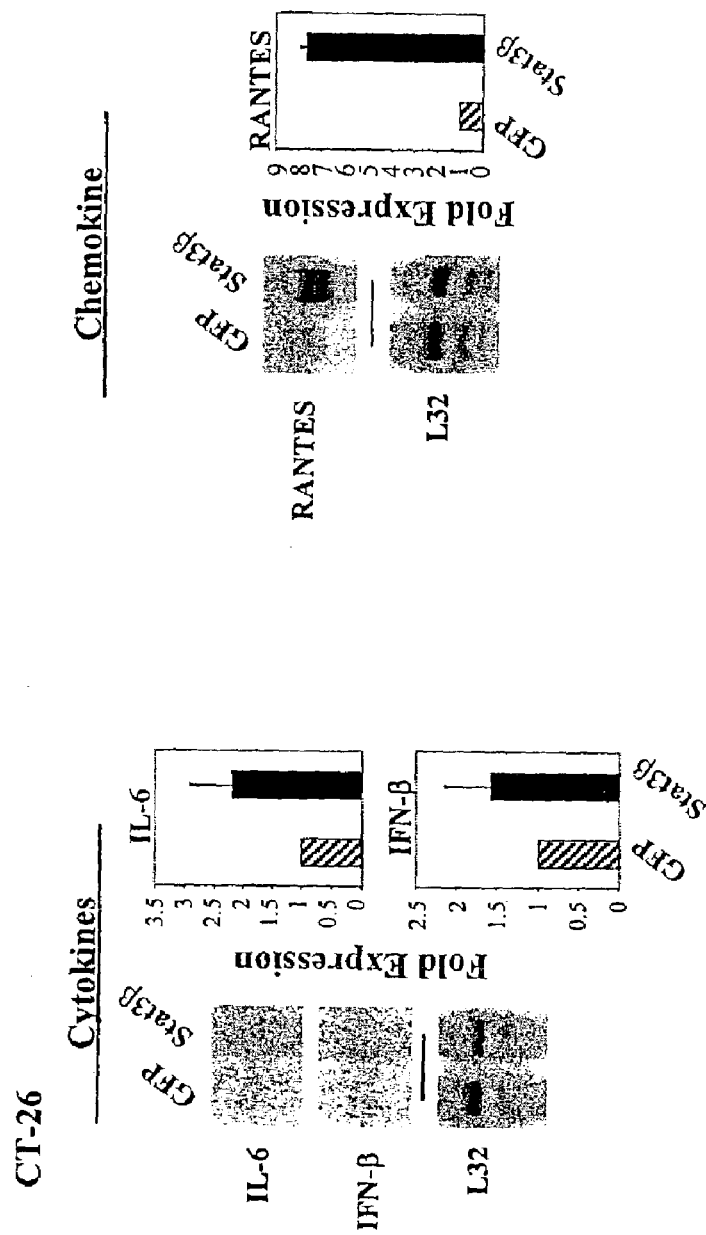 CT-26
Cytokines
GFP Stat3β
IL-6
IFN-β
L32
Fold Expression
IL-6
3.5
3
2.5
2
1.5
1
0.5
0
IFN-β
2.5
2
1.5
1
0.5
0
GFP Stat3β
Chemokine
GFP Stat3β
RANTES
L32
Fold Expression
RANTES
9
8
7
6
5
4
3
2
1
0
GFP Stat3β